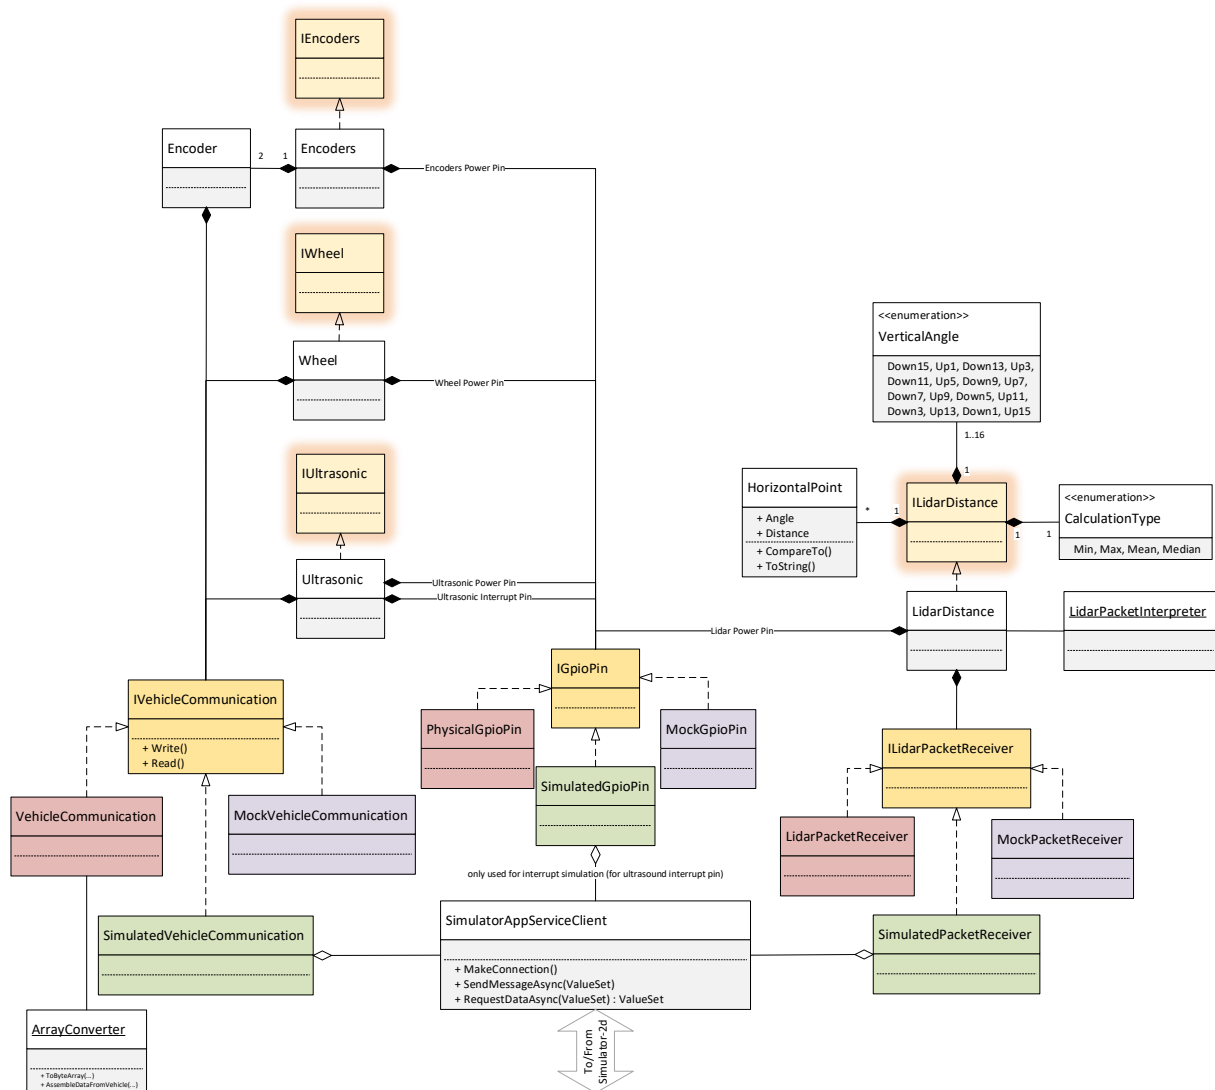 IEncoders
Encoder
2
1
Encoders
Encoders Power Pin
IWheel
Wheel
Wheel Power Pin
<<enumeration>>
VerticalAngle
Down15, Up1, Down13, Up3,
Down11, Up5, Down9, Up7,
Down7, Up9, Down5, Up11,
Down3, Up13, Down1, Up15
1..16
1
IUltrasonic
HorizontalPoint
+ Angle
+ Distance
+ CompareTo()
+ ToString()
*
1
ILidarDistance
1
1
<<enumeration>>
CalculationType
Min, Max, Mean, Median
Ultrasonic
Ultrasonic Power Pin
Ultrasonic Interrupt Pin
Lidar Power Pin
LidarDistance
LidarPacketInterpreter
IVehicleCommunication
+ Write()
+ Read()
IGpioPin
PhysicalGpioPin
MockGpioPin
SimulatedGpioPin
ILidarPacketReceiver
VehicleCommunication
MockVehicleCommunication
LidarPacketReceiver
MockPacketReceiver
only used for interrupt simulation (for ultrasound interrupt pin)
SimulatedVehicleCommunication
SimulatorAppServiceClient
+ MakeConnection()
+ SendMessageAsync(ValueSet)
+ RequestDataAsync(ValueSet) : ValueSet
SimulatedPacketReceiver
ArrayConverter
+ ToByteArray(...)
+ AssembleDataFromVehicle(...)
To/From
Simulator-2d